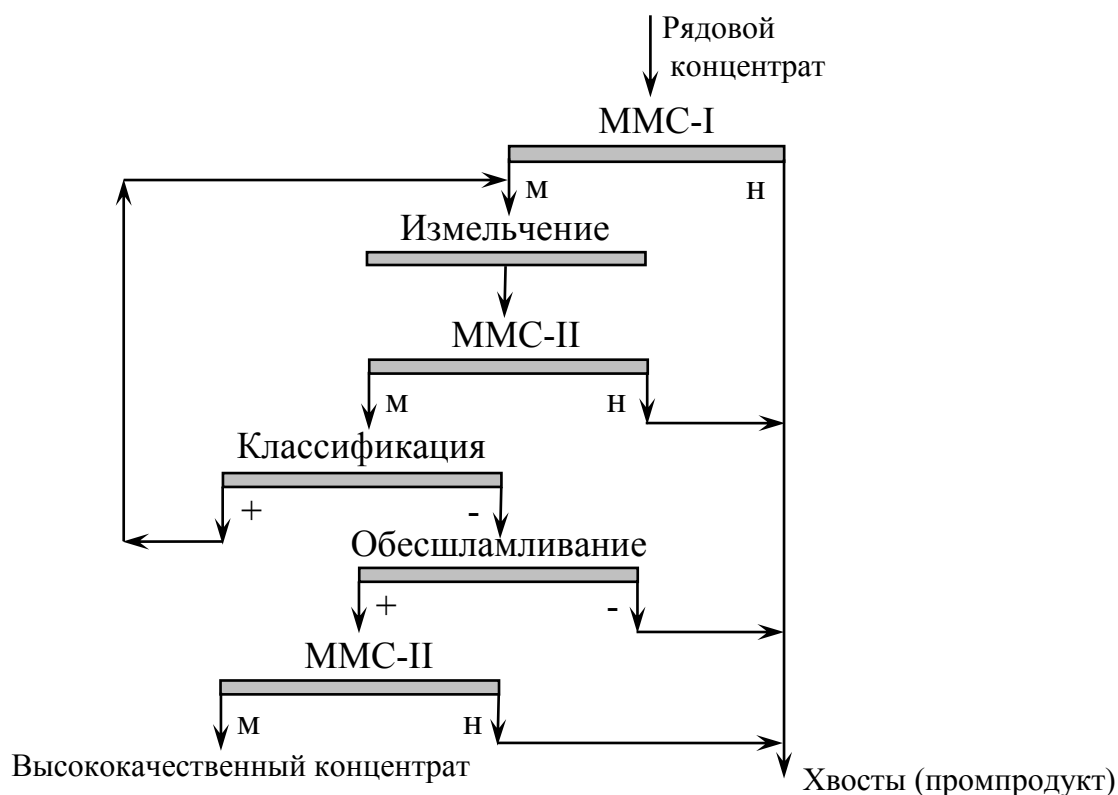 Рядовой
концентрат
ММС-I
м
н
Измельчение
ММС-II
м
н
Классификация
+
-
Обесшламливание
+
-
ММС-II
м
н
Высококачественный концентрат
Хвосты (промпродукт)